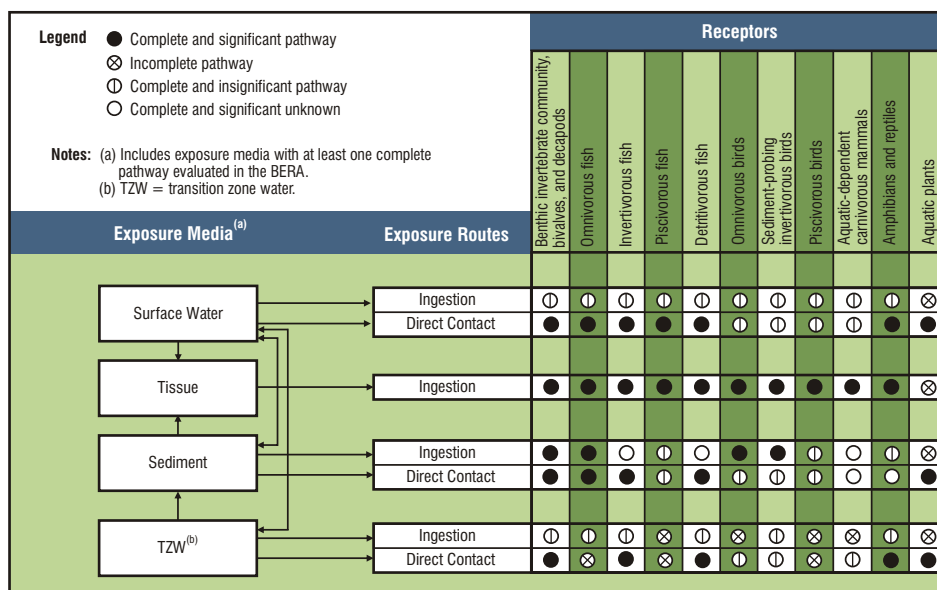 Legend
Complete and significant pathway
Incomplete pathway
Complete and insignificant pathway
Complete and significant unknown
Notes: (a) Includes exposure media with at least one complete
pathway evaluated in the BERA.
(b) TZW = transition zone water.
Receptors
Benthic invertebrate community,
bivalves, and decapods
Omnivorous fish
Invertivorous fish
Piscivorous fish
Detritivorous fish
Omnivorous birds
Sediment-probing
invertivorous birds
Piscivorous birds
Aquatic-dependent
carnivorous mammals
Amphibians and reptiles
Aquatic plants
Exposure Media(a)
Exposure Routes
Surface Water
Ingestion
Direct Contact
Tissue
Ingestion
Sediment
Ingestion
Direct Contact
TZW(b)
Ingestion
Direct Contact